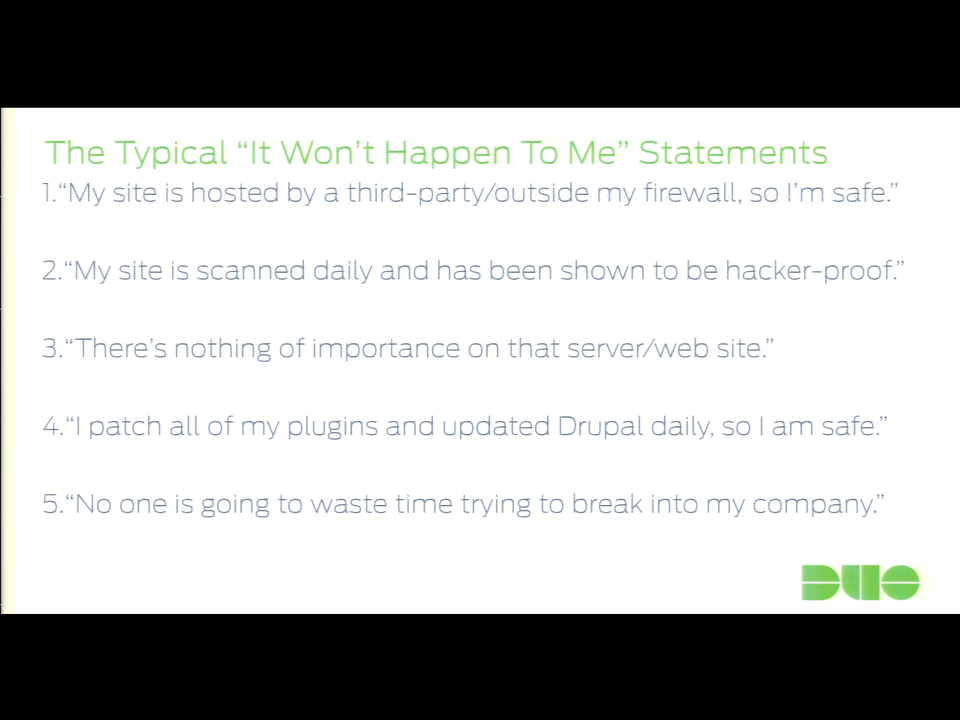 The Typical “It Won’t Happen To Me” Statements
1.“My site is hosted by a third-party/outside my firewall, so I’m safe.”
2.“My site is scanned daily and has been shown to be hacker-proof.”
3.“There’s nothing of importance on that server/web site.”
4.“I patch all of my plugins and updated Drupal daily, so I am safe.”
5.“No one is going to waste time trying to break into my company.”
DUO